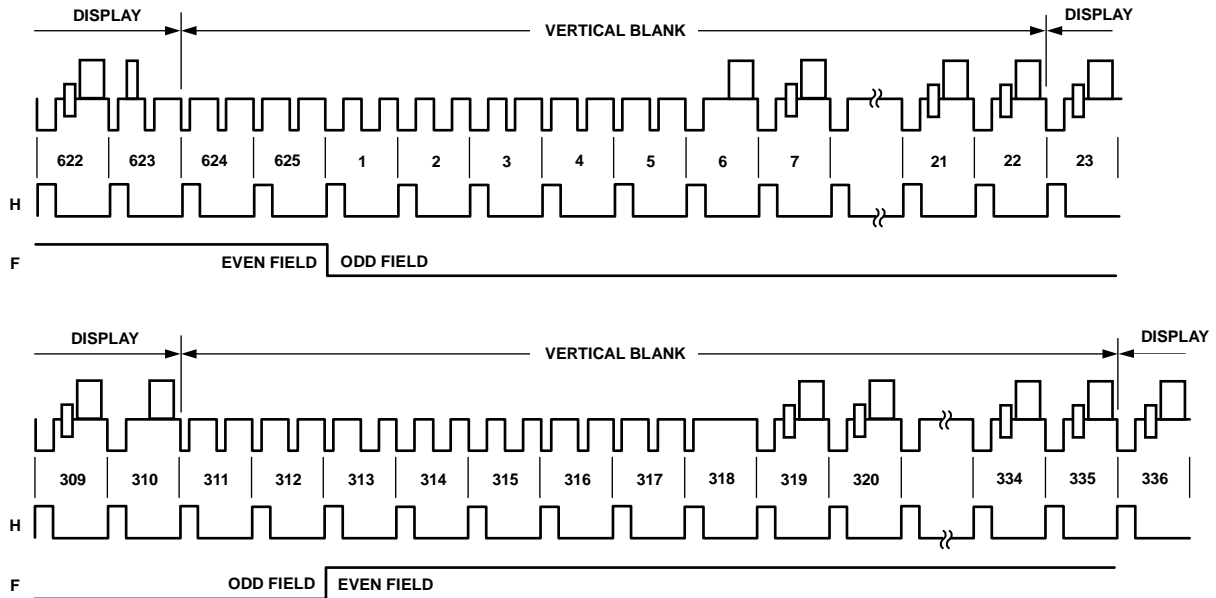 DISPLAY VERTICAL BLANK DISPLAY
622 623 624 625 1 2 3 4 5 6 7 21 22 23
H
F EVEN FIELD ODD FIELD
DISPLAY VERTICAL BLANK DISPLAY
309 310 311 312 313 314 315 316 317 318 319 320 334 335 336
H
F ODD FIELD EVEN FIELD